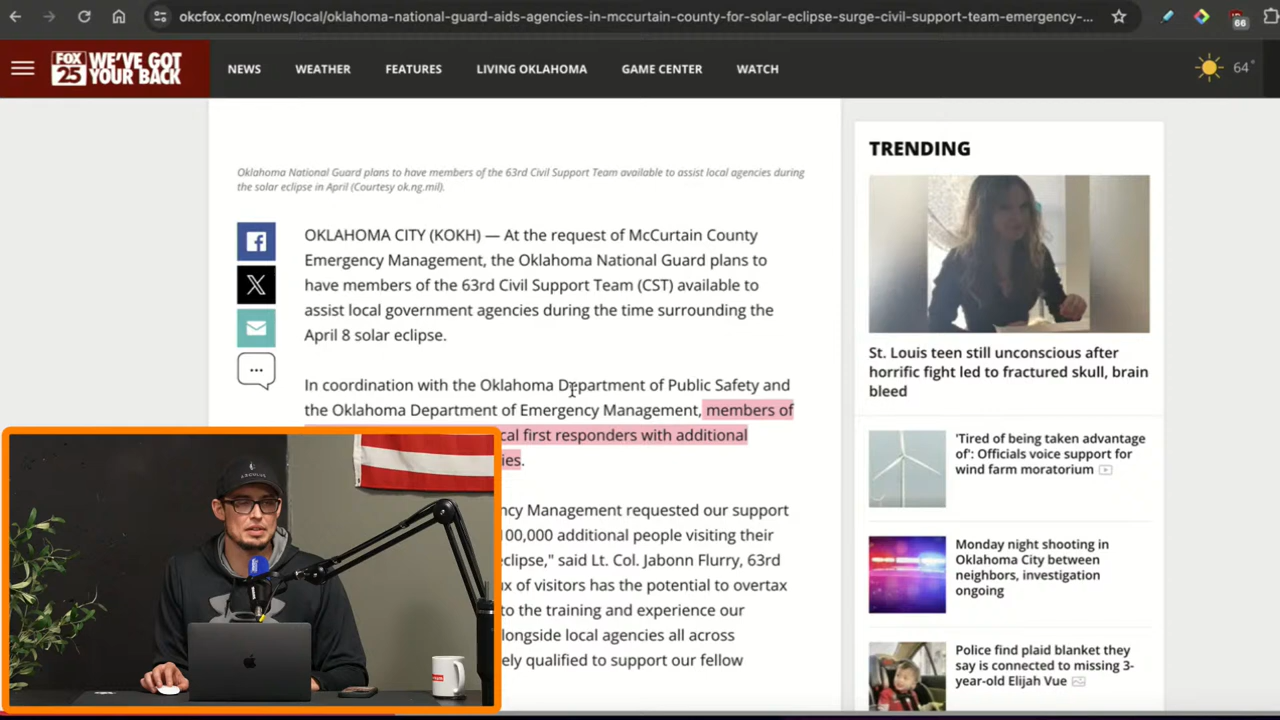 okcfox.com/news/local/oklahoma-national-guard-aids-agencies-in-mccurtain-county-for-solar-eclipse-surge-civil-support-team-emergency-...
66
FOX 25 WE'VE GOT YOUR BACK
NEWS
WEATHER
FEATURES
LIVING OKLAHOMA
GAME CENTER
WATCH
64°
Oklahoma National Guard plans to have members of the 63rd Civil Support Team available to assist local agencies during
the solar eclipse in April (Courtesy ok.ng.mil).
OKLAHOMA CITY (KOKH) — At the request of McCurtain County
Emergency Management, the Oklahoma National Guard plans to
have members of the 63rd Civil Support Team (CST) available to
assist local government agencies during the time surrounding the
April 8 solar eclipse.
In coordination with the Oklahoma Department of Public Safety and
the Oklahoma Department of Emergency Management, members of
cal first responders with additional
ies.
ncy Management requested our support
100,000 additional people visiting their
eclipse," said Lt. Col. Jabonn Flurry, 63rd
x of visitors has the potential to overtax
to the training and experience our
longside local agencies all across
ely qualified to support our fellow
TRENDING
St. Louis teen still unconscious after
horrific fight led to fractured skull, brain
bleed
'Tired of being taken advantage
of': Officials voice support for
wind farm moratorium
Monday night shooting in
Oklahoma City between
neighbors, investigation
ongoing
Police find plaid blanket they
say is connected to missing 3-
year-old Elijah Vue